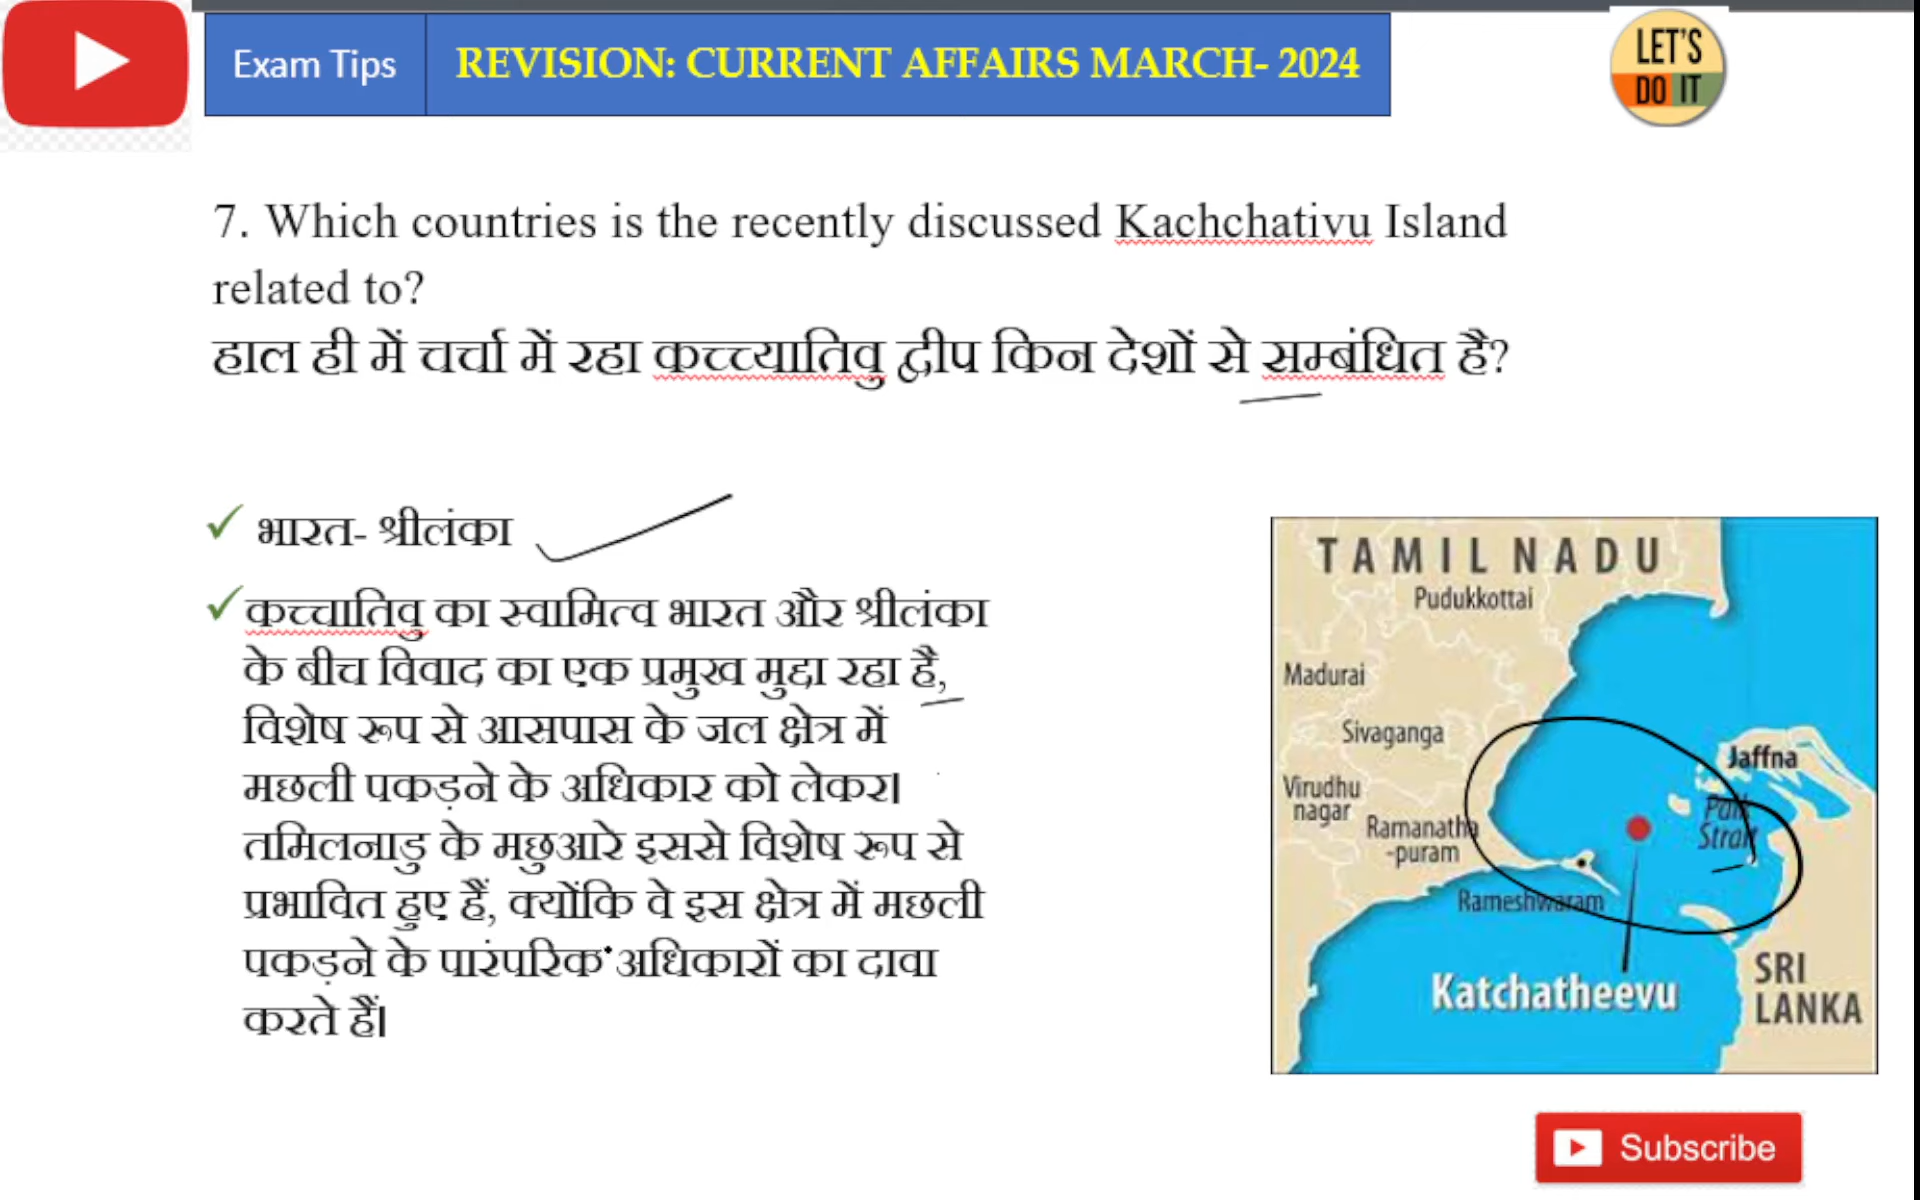 Exam Tips
REVISION: CURRENT AFFAIRS MARCH- 2024
LET'S
DO IT
7. Which countries is the recently discussed Kachchativu Island
related to?
हाल ही में चर्चा में रहा कच्च्यातिवु द्वीप किन देशों से सम्बंधित है?
भारत- श्रीलंका
कच्चातिवु का स्वामित्व भारत और श्रीलंका
के बीच विवाद का एक प्रमुख मुद्दा रहा है,
विशेष रूप से आसपास के जल क्षेत्र में
मछली पकड़ने के अधिकार को लेकर।
तमिलनाडु के मछुआरे इससे विशेष रूप से
प्रभावित हुए हैं, क्योंकि वे इस क्षेत्र में मछली
पकड़ने के पारंपरिक अधिकारों का दावा
करते हैं।
TAMIL NADU
Pudukkottai
Madurai
Sivaganga
Jaffna
Virudhu
nagar
Palk
Strait
Ramanatha
-puram
Rameshwaram
Katchatheevu
SRI
LANKA
Subscribe